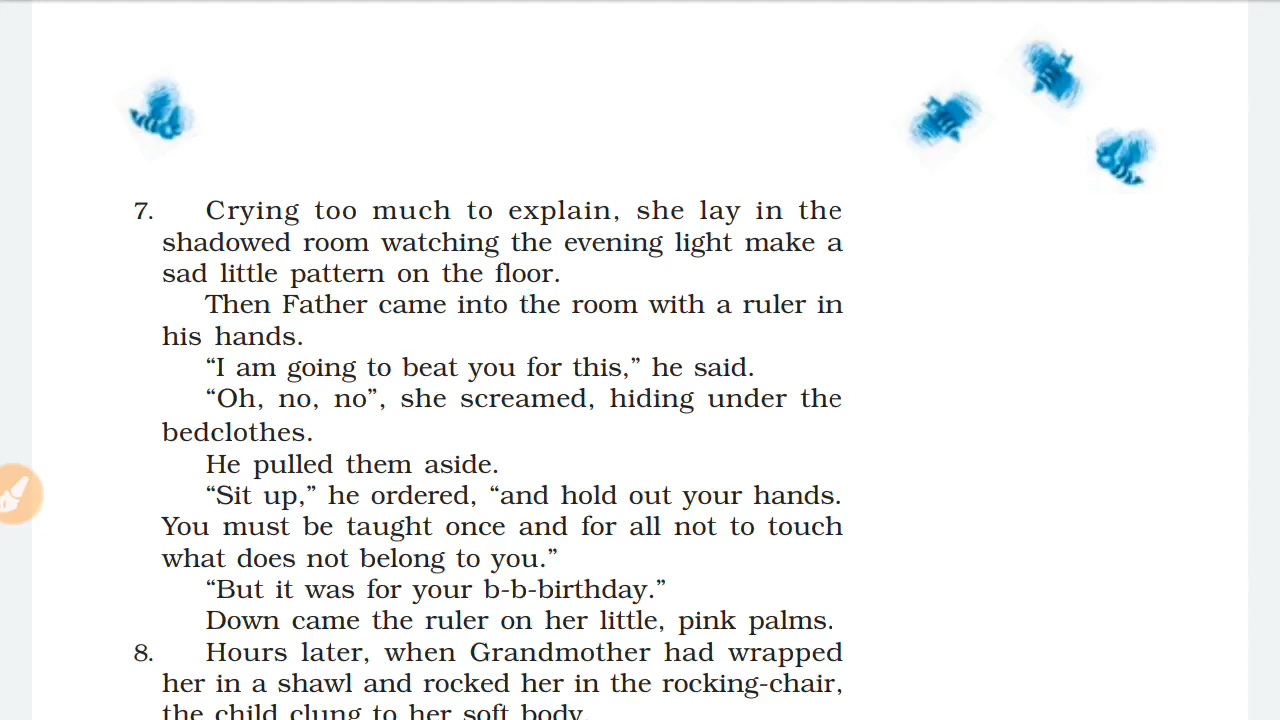 7. Crying too much to explain, she lay in the
shadowed room watching the evening light make a
sad little pattern on the floor.
Then Father came into the room with a ruler in
his hands.
“I am going to beat you for this,” he said.
“Oh, no, no”, she screamed, hiding under the
bedclothes.
He pulled them aside.
“Sit up,” he ordered, “and hold out your hands.
You must be taught once and for all not to touch
what does not belong to you.”
“But it was for your b-b-birthday.”
Down came the ruler on her little, pink palms.
8. Hours later, when Grandmother had wrapped
her in a shawl and rocked her in the rocking-chair,
the child clung to her soft body.